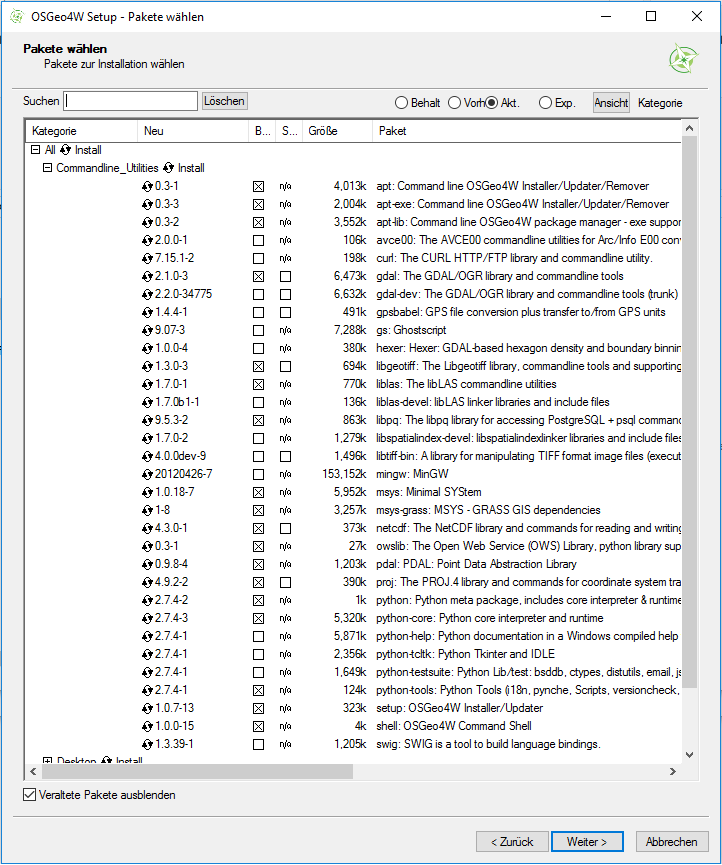 OSGeo4W Setup - Pakete wählen
Pakete wählen
Pakete zur Installation wählen
Suchen Löschen Behalt Vorh Akt. Exp. Ansicht Kategorie
Kategorie Neu B... S... Größe Paket
All Install
Commandline_Utilities Install
0.3-1 n/a 4,013k apt: Command line OSGeo4W Installer/Updater/Remover
0.3-3 n/a 2,004k apt-exe: Command line OSGeo4W Installer/Updater/Remover
0.3-2 n/a 3,552k apt-lib: Command line OSGeo4W package manager - exe suppor
2.0.0-1 n/a 106k avce00: The AVCE00 commandline utilities for Arc/Info E00 con
7.15.1-2 n/a 198k curl: The CURL HTTP/FTP library and commandline utility.
2.1.0-3 6,473k gdal: The GDAL/OGR library and commandline tools
2.2.0-34775 6,632k gdal-dev: The GDAL/OGR library and commandline tools (trunk)
1.4.4-1 491k gpsbabel: GPS file conversion plus transfer to/from GPS units
9.07-3 n/a 7,288k gs: Ghostscript
1.0.0-4 n/a 380k hexer: Hexer: GDAL-based hexagon density and boundary binnin
1.3.0-3 694k libgeotiff: The Libgeotiff library, commandline tools and supporting
1.7.0-1 n/a 770k liblas: The libLAS commandline utilities
1.7.0b1-1 n/a 136k liblas-devel: libLAS linker libraries and include files
9.5.3-2 n/a 863k libpq: The libpq library for accessing PostgreSQL + psql commanc
1.7.0-2 n/a 1,279k libspatialindex-devel: libspatialindexlinker libraries and include files
4.0.0dev-9 1,496k libtiff-bin: A library for manipulating TIFF format image files (execut
20120426-7 n/a 153,152k mingw: MinGW
1.0.18-7 n/a 5,952k msys: Minimal SYStem
1-8 n/a 3,257k msys-grass: MSYS - GRASS GIS dependencies
4.3.0-1 373k netcdf: The NetCDF library and commands for reading and writing
0.3-1 n/a 27k owslib: The Open Web Service (OWS) Library, python library sup
0.9.8-4 n/a 1,203k pdal: PDAL: Point Data Abstraction Library
4.9.2-2 390k proj: The PROJ.4 library and commands for coordinate system tra
2.7.4-2 n/a 1k python: Python meta package, includes core interpreter & runtime
2.7.4-3 n/a 5,320k python-core: Python core interpreter and runtime
2.7.4-1 n/a 5,871k python-help: Python documentation in a Windows compiled help
2.7.4-1 n/a 2,356k python-tcltk: Python Tkinter and IDLE
2.7.4-1 n/a 1,649k python-testsuite: Python Lib/test: bsddb, ctypes, distutils, email, js
2.7.4-1 n/a 124k python-tools: Python Tools (i18n, pynche, Scripts, versioncheck,
1.0.7-13 n/a 323k setup: OSGeo4W Installer/Updater
1.0.0-15 n/a 4k shell: OSGeo4W Command Shell
1.3.39-1 n/a 1,205k swig: SWIG is a tool to build language bindings.
Desktop Install
Veraltete Pakete ausblenden
< Zurück Weiter > Abbrechen